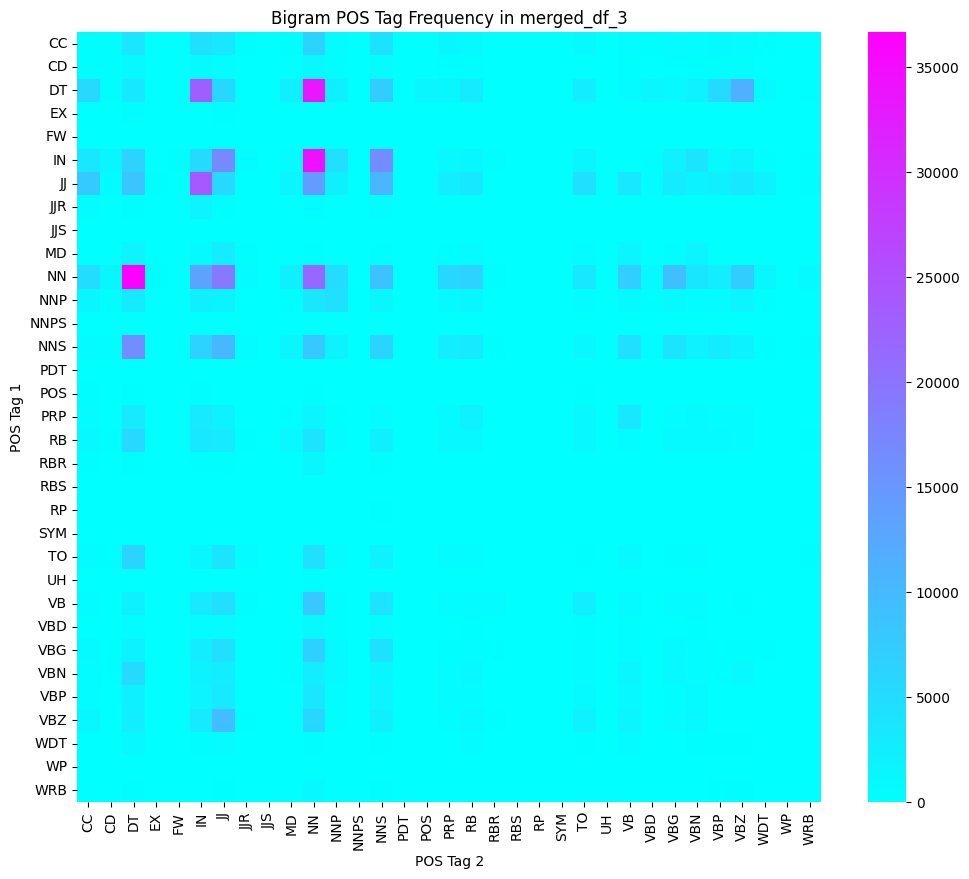 Bigram POS Tag Frequency in merged_df_3
POS Tag 1
CC
CD
DT
EX
FW
IN
JJ
JJR
JJS
MD
NN
NNP
NNPS
NNS
PDT
POS
PRP
RB
RBR
RBS
RP
SYM
TO
UH
VB
VBD
VBG
VBN
VBP
VBZ
WDT
WP
WRB
CC
CD
DT
EX
FW
IN
JJ
JJR
JJS
MD
NN
NNP
NNPS
NNS
PDT
POS
PRP
RB
RBR
RBS
RP
SYM
TO
UH
VB
VBD
VBG
VBN
VBP
VBZ
WDT
WP
WRB
POS Tag 2
35000
30000
25000
20000
15000
10000
5000
0